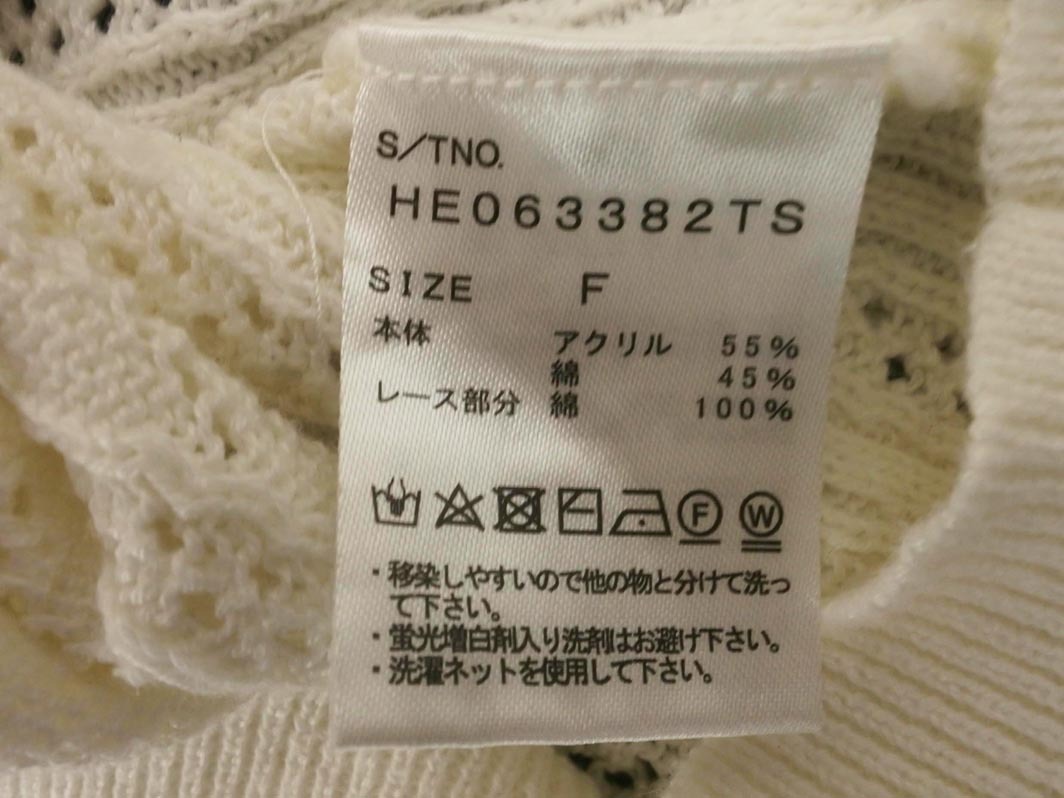 S/TNO.
HE063382TS
SIZE F
本体 アクリル 55%
綿 45%
レース部分 綿 100%
F W
・移染しやすいので他の物と分けて洗っ
て下さい。
・蛍光増白剤入り洗剤はお避け下さい。
・洗濯ネットを使用して下さい。